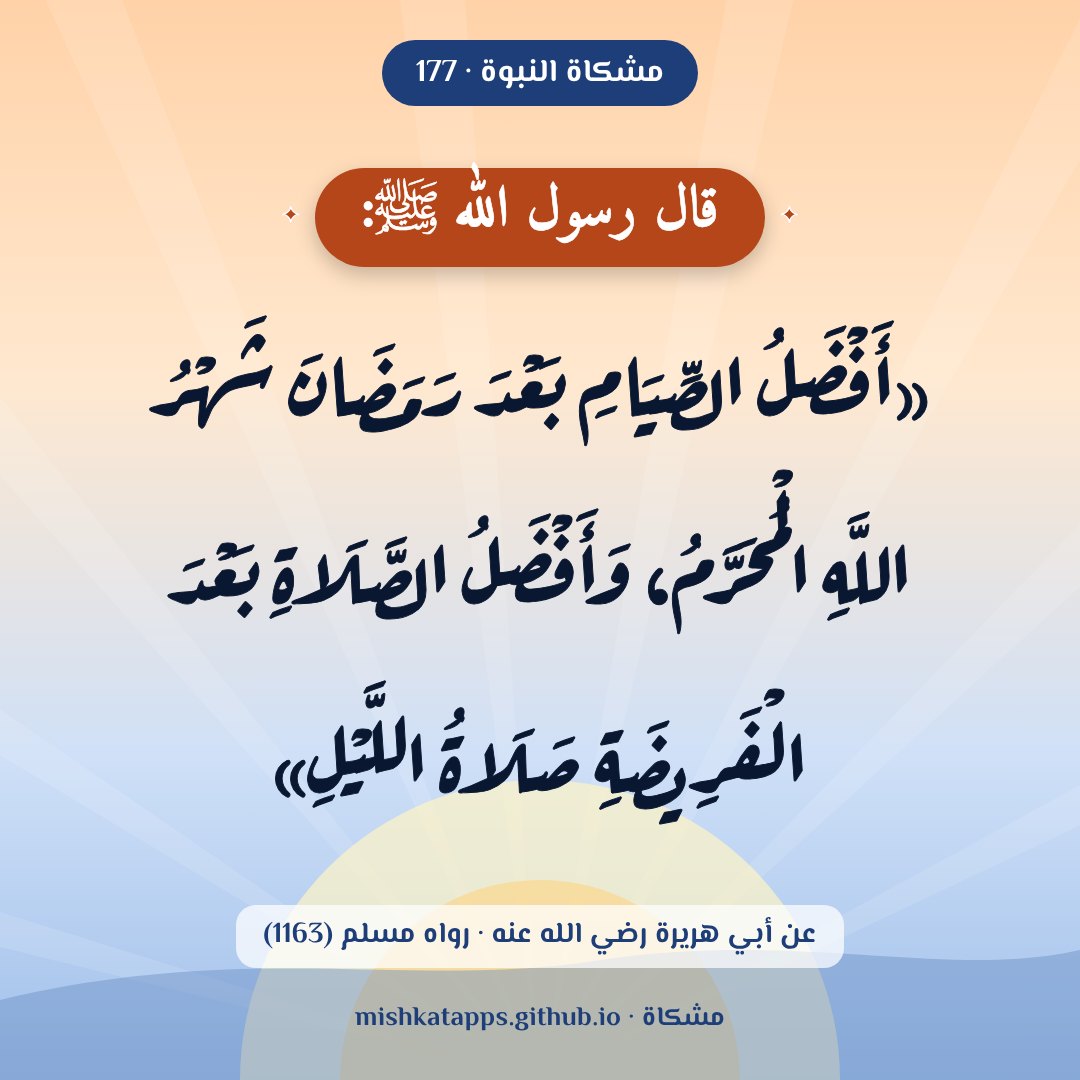 مشكاة النبوة · 177
قال رسول الله ﷺ:
«أَفْضَلُ الصِّيَامِ بَعْدَ رَمَضَانَ شَهْرُ
اللَّهِ الْمُحَرَّمُ، وَأَفْضَلُ الصَّلَاةِ بَعْدَ
الْفَرِيضَةِ صَلَاةُ اللَّيْلِ»
عن أبي هريرة رضي الله عنه · رواه مسلم (1163)
مشكاة · mishkatapps.github.io